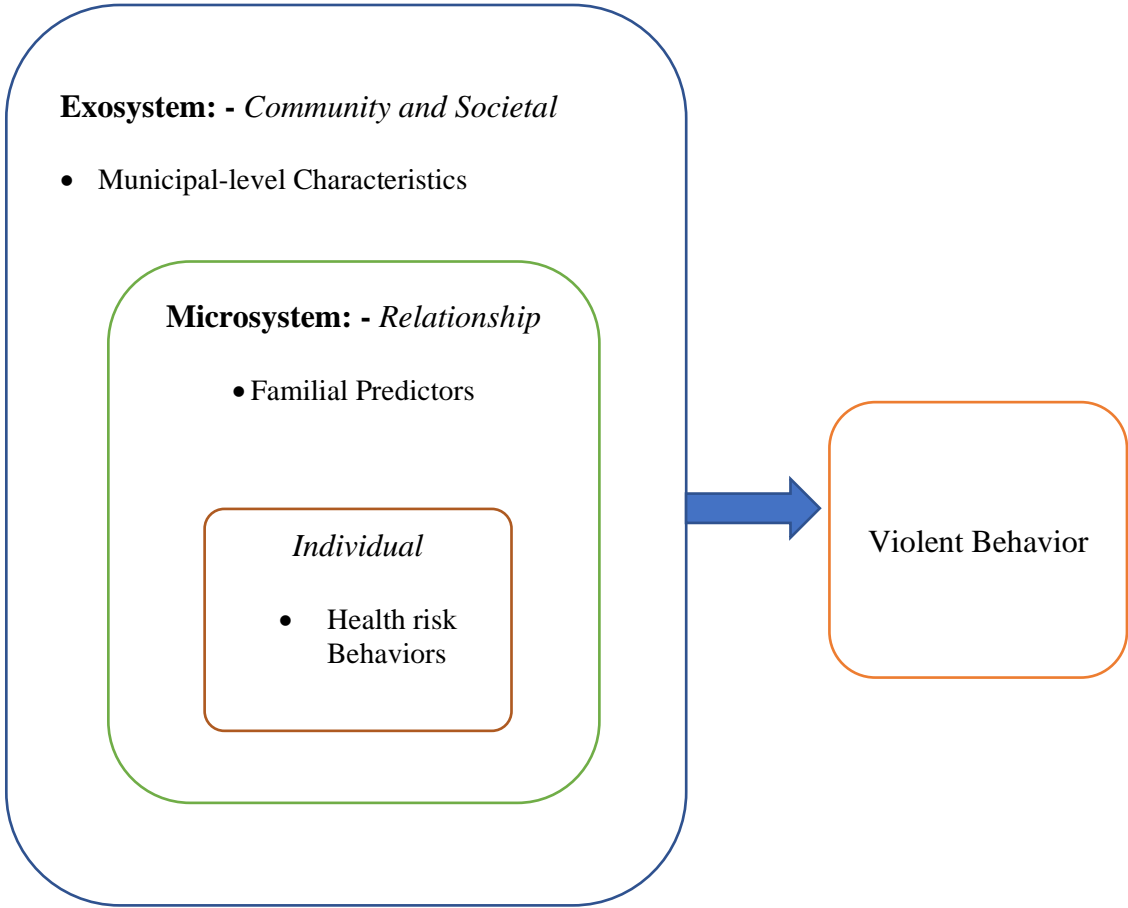 Exosystem: - Community and Societal
• Municipal-level Characteristics
Microsystem: - Relationship
• Familial Predictors
Individual
• Health risk
Behaviors
Violent Behavior